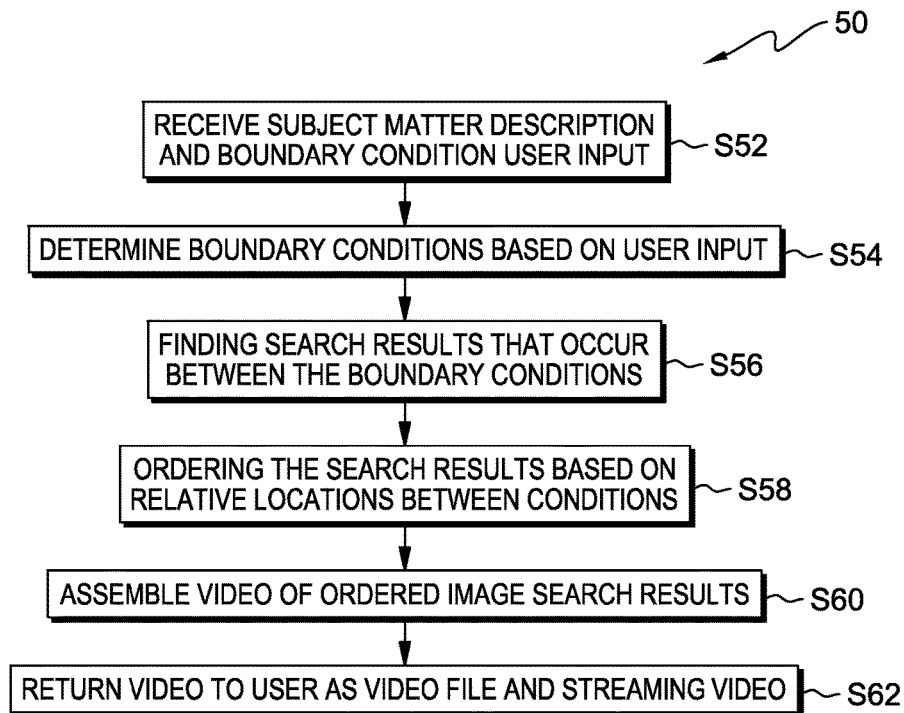 50
RECEIVE SUBJECT MATTER DESCRIPTION
AND BOUNDARY CONDITION USER INPUT
S52
DETERMINE BOUNDARY CONDITIONS BASED ON USER INPUT
S54
FINDING SEARCH RESULTS THAT OCCUR
BETWEEN THE BOUNDARY CONDITIONS
S56
ORDERING THE SEARCH RESULTS BASED ON
RELATIVE LOCATIONS BETWEEN CONDITIONS
S58
ASSEMBLE VIDEO OF ORDERED IMAGE SEARCH RESULTS
S60
RETURN VIDEO TO USER AS VIDEO FILE AND STREAMING VIDEO
S62